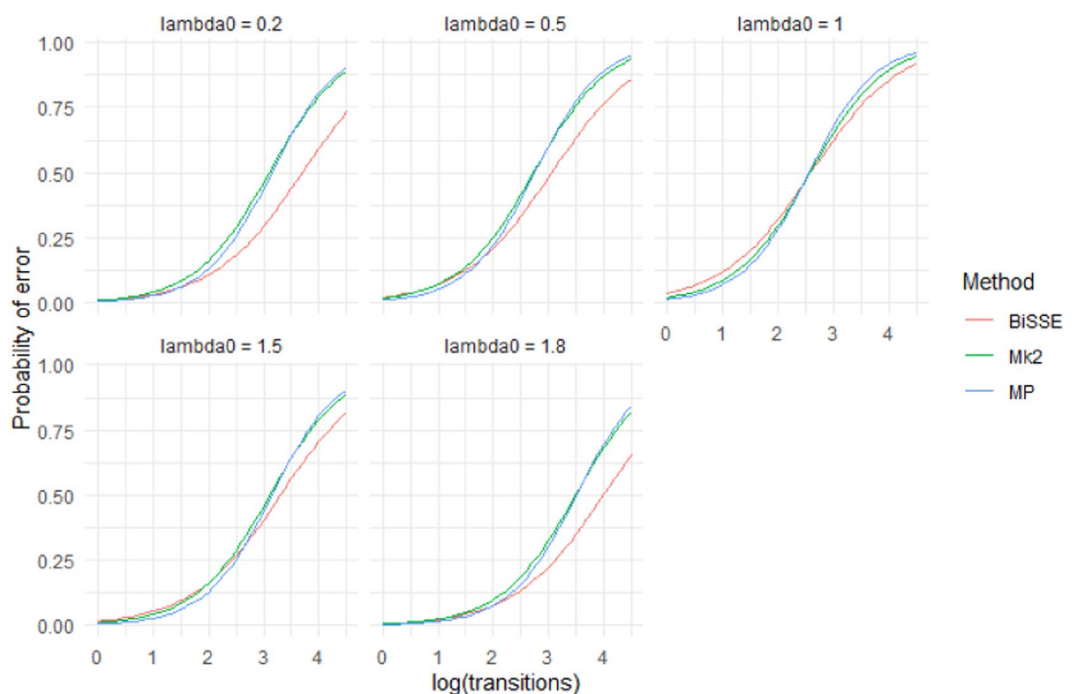 lambda0 = 0.2
lambda0 = 0.5
lambda0 = 1
1.00
0.75
0.50
0.25
0.00
0 1 2 3 4
lambda0 = 1.5
lambda0 = 1.8
1.00
0.75
0.50
0.25
0.00
0 1 2 3 4
0 1 2 3 4
Probability of error
log(transitions)
Method
BiSSE
Mk2
MP